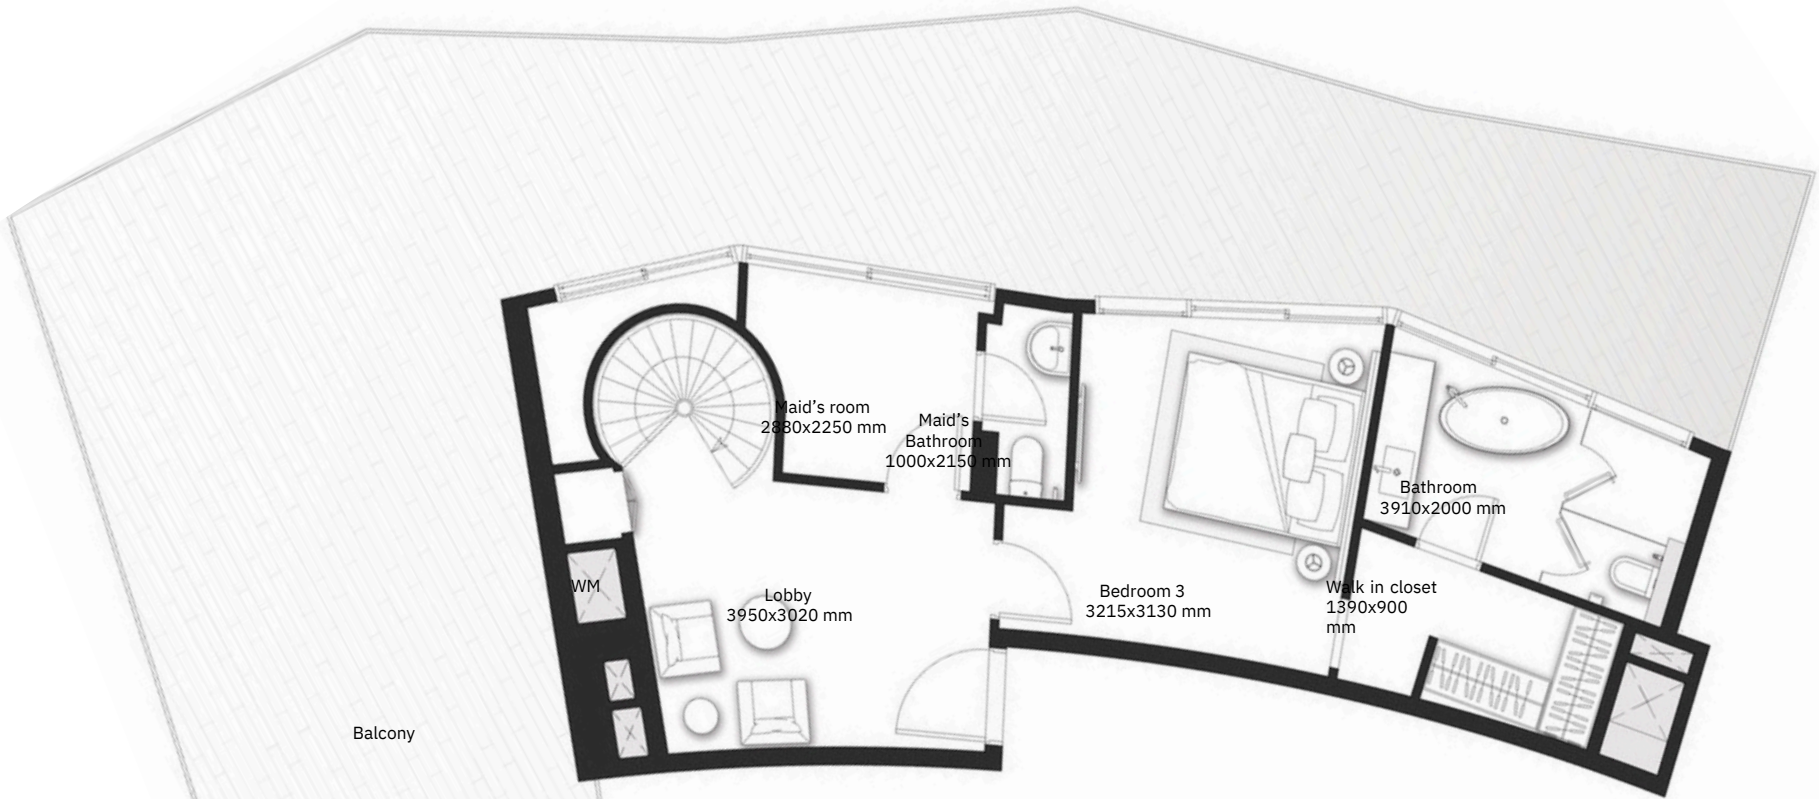 Maid’s room
2880x2250 mm
Maid’s
Bathroom
1000x2150 mm
Bathroom
3910x2000 mm
WM
Lobby
3950x3020 mm
Bedroom 3
3215x3130 mm
Walk in closet
1390x900
mm
Balcony